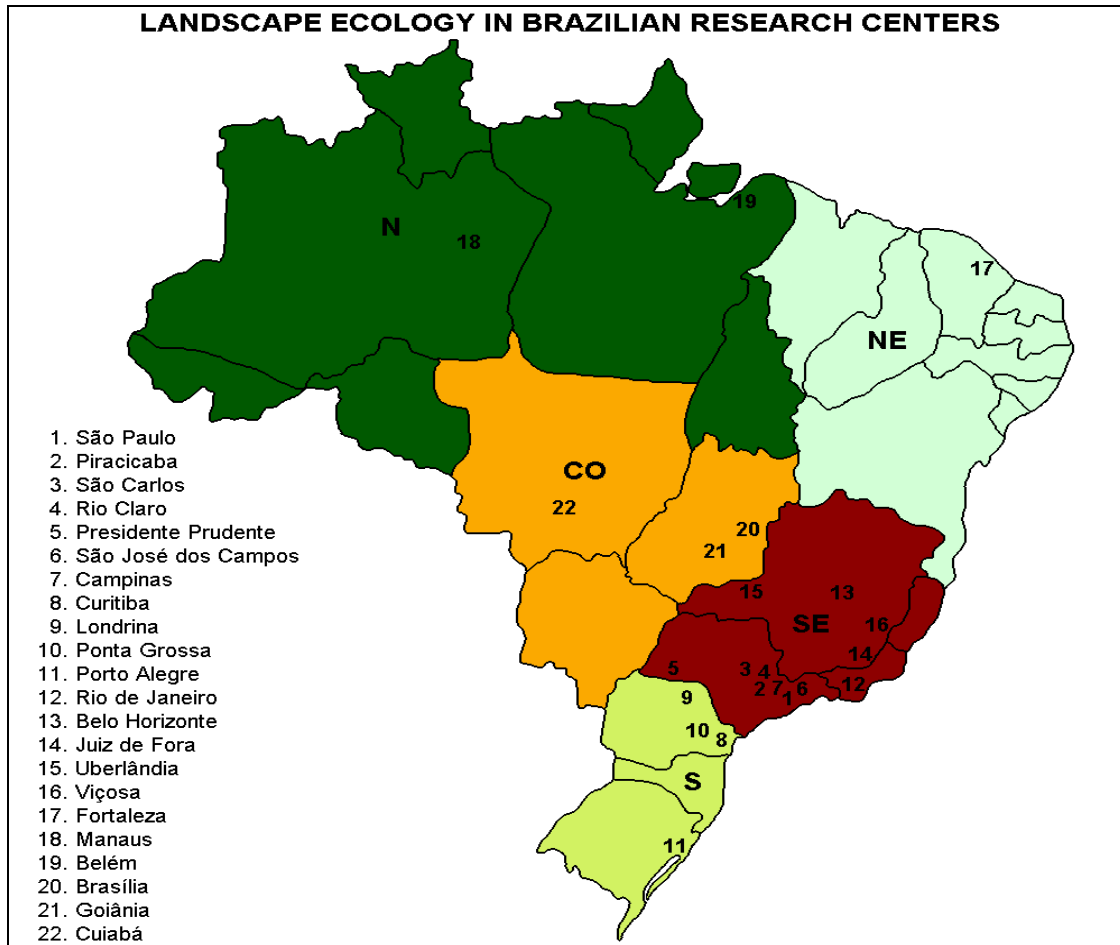 LANDSCAPE ECOLOGY IN BRAZILIAN RESEARCH CENTERS
19
N
18
17
NE
CO
22
20
21
15
13
SE
16
14
5
3
4
2
7
6
1
12
9
10
8
S
11
1. São Paulo
2. Piracicaba
3. São Carlos
4. Rio Claro
5. Presidente Prudente
6. São José dos Campos
7. Campinas
8. Curitiba
9. Londrina
10. Ponta Grossa
11. Porto Alegre
12. Rio de Janeiro
13. Belo Horizonte
14. Juiz de Fora
15. Uberlândia
16. Viçosa
17. Fortaleza
18. Manaus
19. Belém
20. Brasília
21. Goiânia
22. Cuiabá